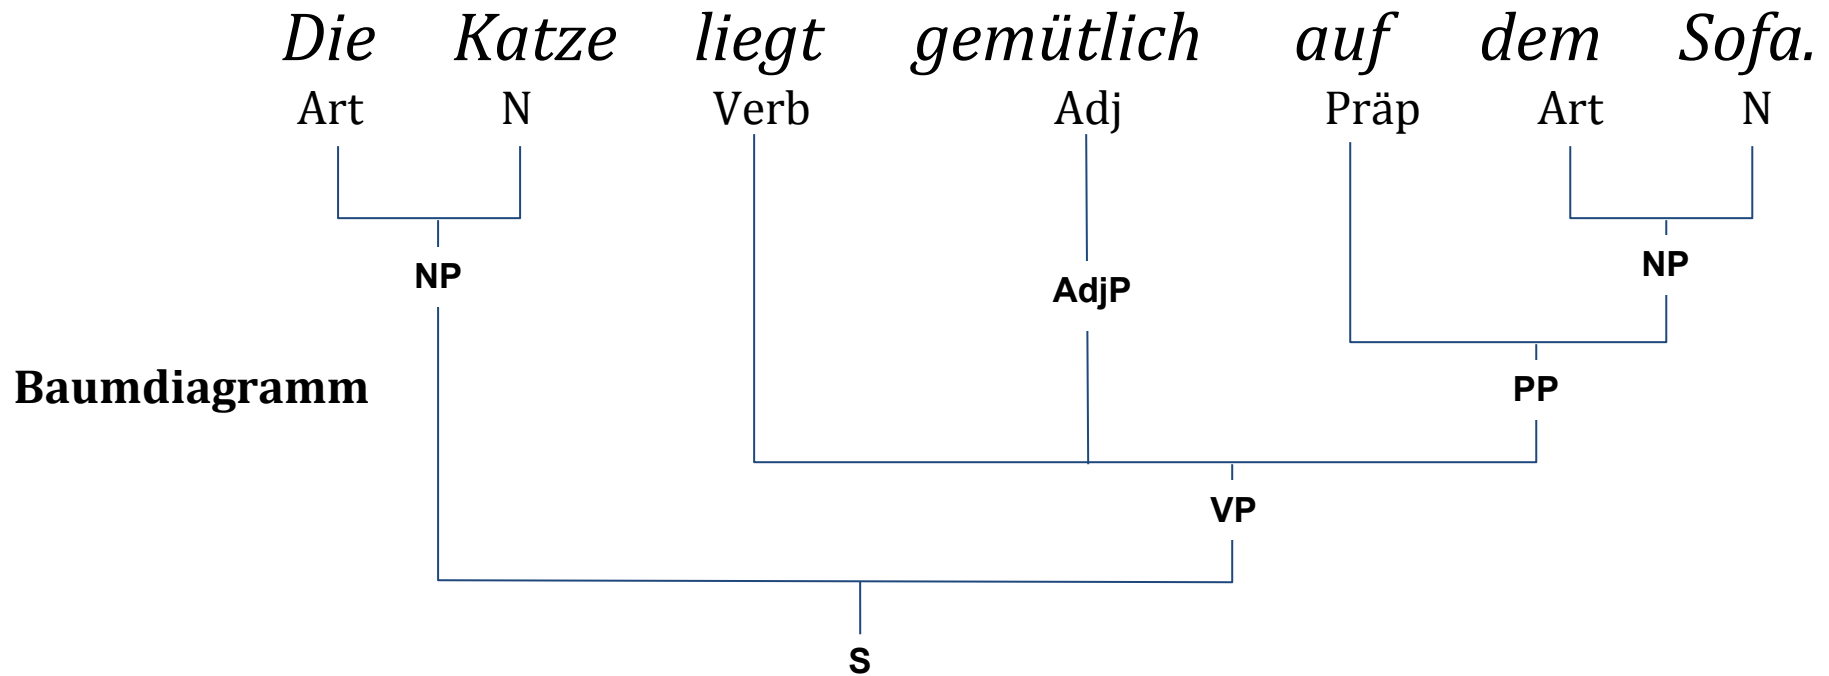 Die Katze liegt gemütlich auf dem Sofa.
Art N Verb Adj Präp Art N
NP AdjP NP
Baumdiagramm PP
VP
S